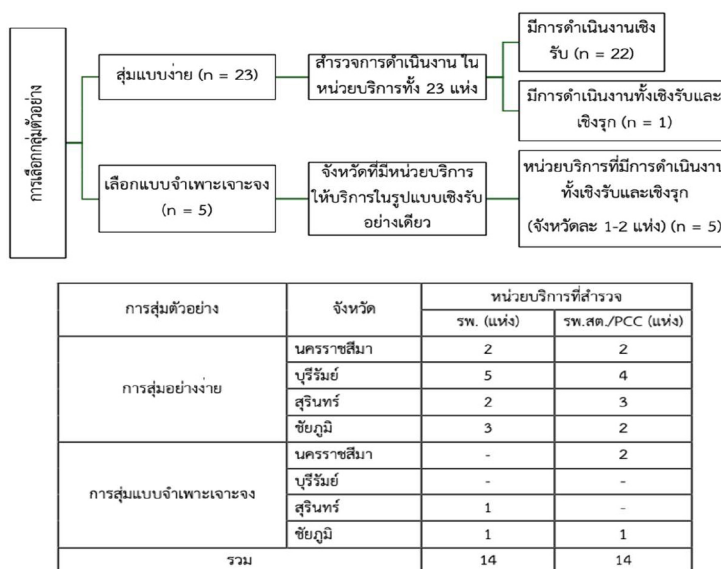 การเลือกกลุ่มตัวอย่าง
สุ่มแบบง่าย (n = 23)
สำรวจการดำเนินงาน ใน
หน่วยบริการทั้ง 23 แห่ง
มีการดำเนินงานเชิง
รับ (n = 22)
มีการดำเนินงานทั้งเชิงรับและ
เชิงรุก (n = 1)
เลือกแบบจำเพาะเจาะจง
(n = 5)
จังหวัดที่มีหน่วยบริการ
ให้บริการในรูปแบบเชิงรับ
อย่างเดียว
หน่วยบริการที่มีการดำเนินงาน
ทั้งเชิงรับและเชิงรุก
(จังหวัดละ 1-2 แห่ง) (n = 5)
การสุ่มตัวอย่าง จังหวัด หน่วยบริการที่สำรวจ
รพ. (แห่ง) รพ.สต./PCC (แห่ง)
การสุ่มอย่างง่าย
นครราชสีมา 2 2
บุรีรัมย์ 5 4
สุรินทร์ 2 3
ชัยภูมิ 3 2
การสุ่มแบบจำเพาะเจาะจง
นครราชสีมา - 2
บุรีรัมย์ - -
สุรินทร์ 1 -
ชัยภูมิ 1 1
รวม 14 14